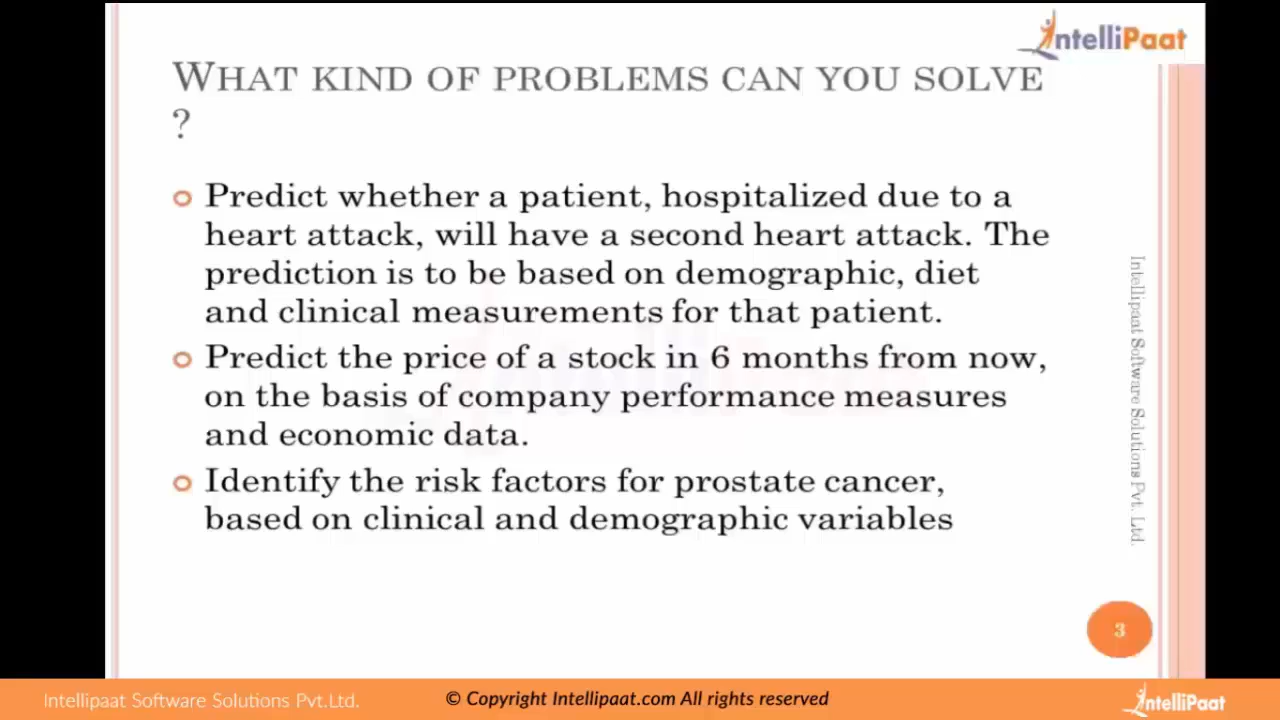 IntelliPaat
WHAT KIND OF PROBLEMS CAN YOU SOLVE
?
Predict whether a patient, hospitalized due to a
heart attack, will have a second heart attack. The
prediction is to be based on demographic, diet
and clinical measurements for that patient.
Predict the price of a stock in 6 months from now,
on the basis of company performance measures
and economic data.
Identify the risk factors for prostate cancer,
based on clinical and demographic variables
Intellipaat Software Solutions Pvt. Ltd.
3
Intellipaat Software Solutions Pvt.Ltd.
© Copyright Intellipaat.com All rights reserved
IntelliPaat